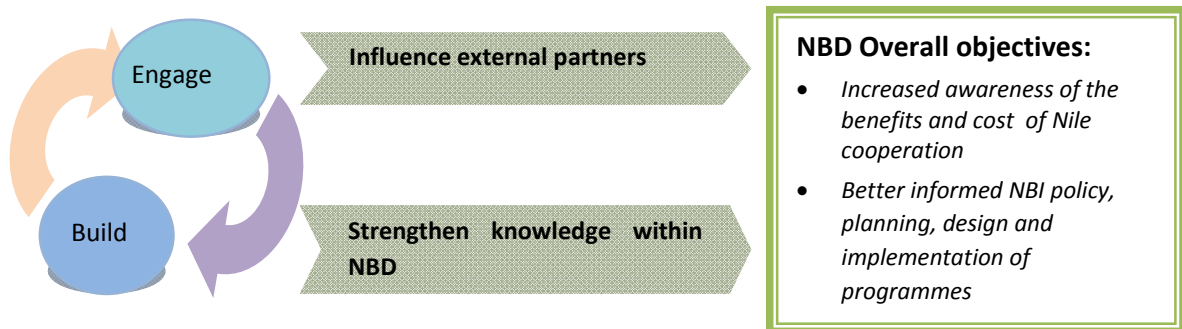 Engage
Influence external partners
Build
Strengthen knowledge within
NBD
NBD Overall objectives:
• Increased awareness of the
benefits and cost of Nile
cooperation
• Better informed NBI policy,
planning, design and
implementation of
programmes